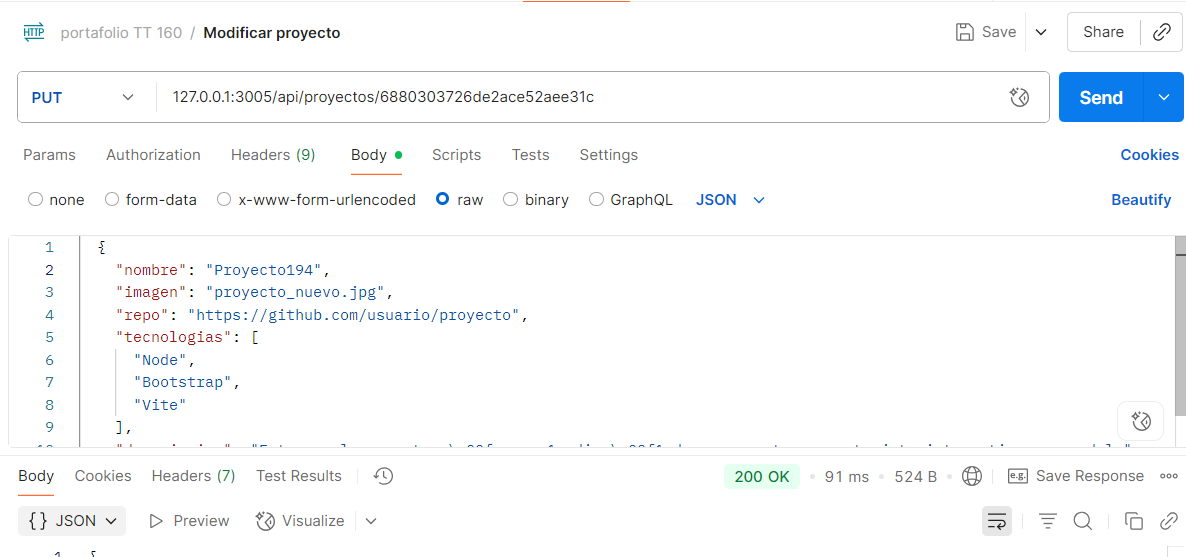 HTTP portafolio TT 160 / Modificar proyecto Save Share
PUT 127.0.0.1:3005/api/proyectos/6880303726de2ace52aee31c Send
Params Authorization Headers (9) Body Scripts Tests Settings Cookies
none form-data x-www-form-urlencoded raw binary GraphQL JSON Beautify
1 {
2 "nombre": "Proyecto194",
3 "imagen": "proyecto_nuevo.jpg",
4 "repo": "https://github.com/usuario/proyecto",
5 "tecnologias": [
6 "Node",
7 "Bootstrap",
8 "Vite"
9 ],
Body Cookies Headers (7) Test Results 200 OK • 91 ms • 524 B • e.g. Save Response
{} JSON Preview Visualize
1 {